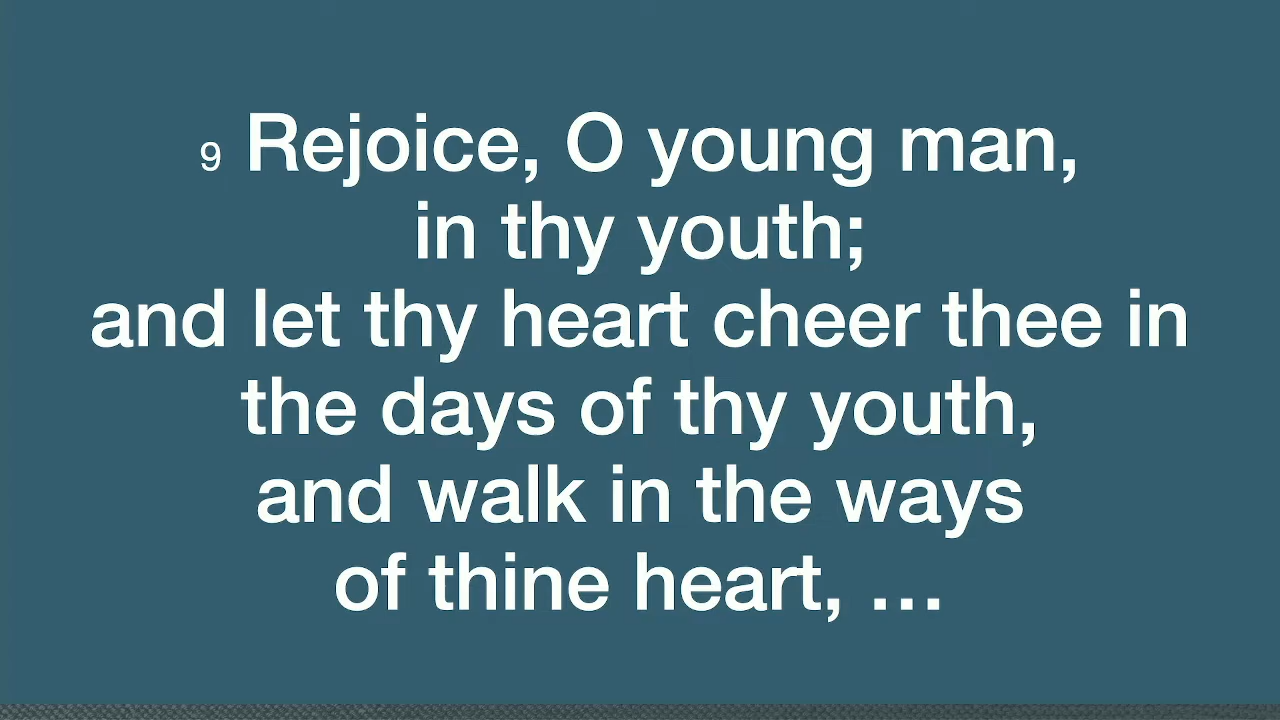 9 Rejoice, O young man,
in thy youth;
and let thy heart cheer thee in
the days of thy youth,
and walk in the ways
of thine heart, …